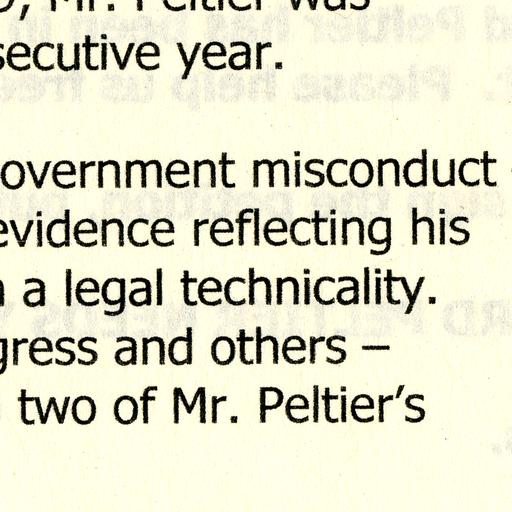 Mr. Peltier was
secutive year.
overnment misconduct
evidence reflecting his
a legal technicality.
gress and others –
two of Mr. Peltier's